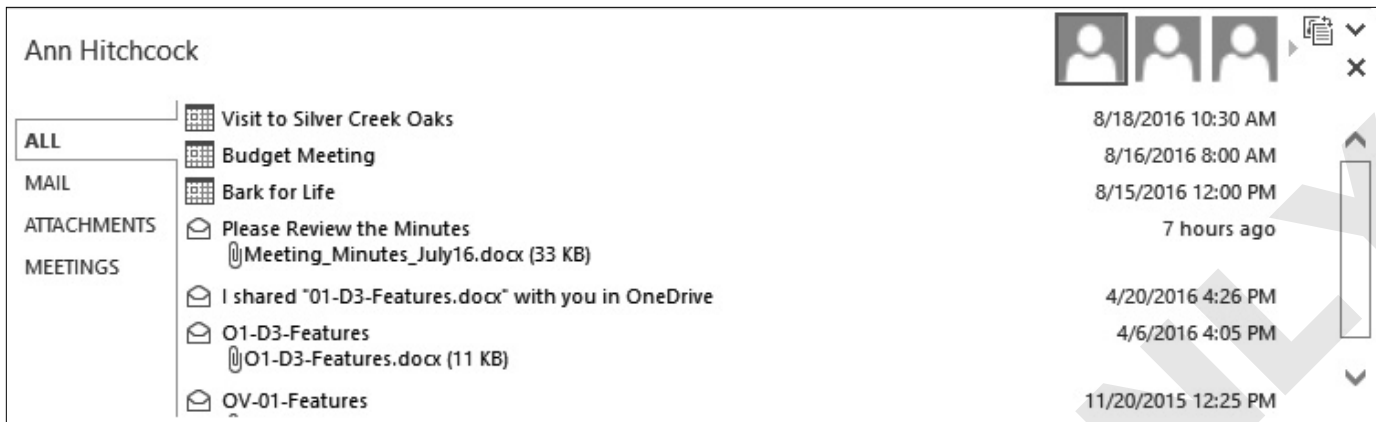 Ann Hitchcock
ALL
MAIL
ATTACHMENTS
MEETINGS
Visit to Silver Creek Oaks 8/18/2016 10:30 AM
Budget Meeting 8/16/2016 8:00 AM
Bark for Life 8/15/2016 12:00 PM
Please Review the Minutes 7 hours ago
Meeting_Minutes_July16.docx (33 KB)
I shared "01-D3-Features.docx" with you in OneDrive 4/20/2016 4:26 PM
O1-D3-Features 4/6/2016 4:05 PM
O1-D3-Features.docx (11 KB)
OV-01-Features 11/20/2015 12:25 PM